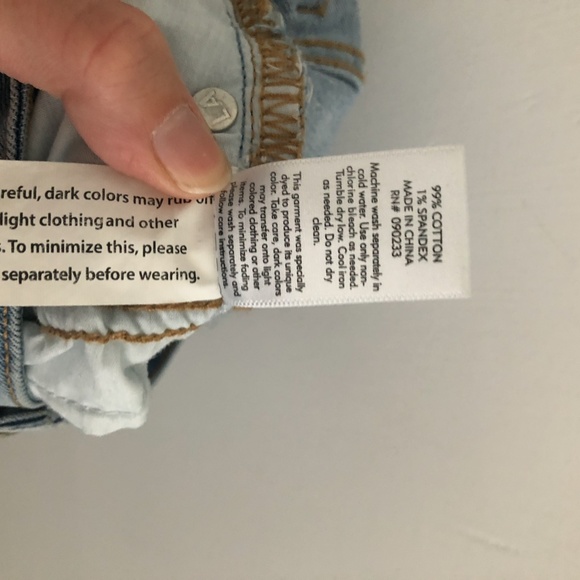 reful, dark colors may rub off
light clothing and other
s. To minimize this, please
separately before wearing.
99% COTTON
1% SPANDEX
MADE IN CHINA
RN# 090233
Machine wash separately in
cold water. Use only non-
chlorine bleach as needed.
Tumble dry low. Cool iron
as needed. Do not dry
clean.
This garment was specially
dyed to produce its unique
color. Take care, dark colors
may transfer onto light
colored clothing or other
items. To minimize fading
please wash separately and
follow care instructions.
LA